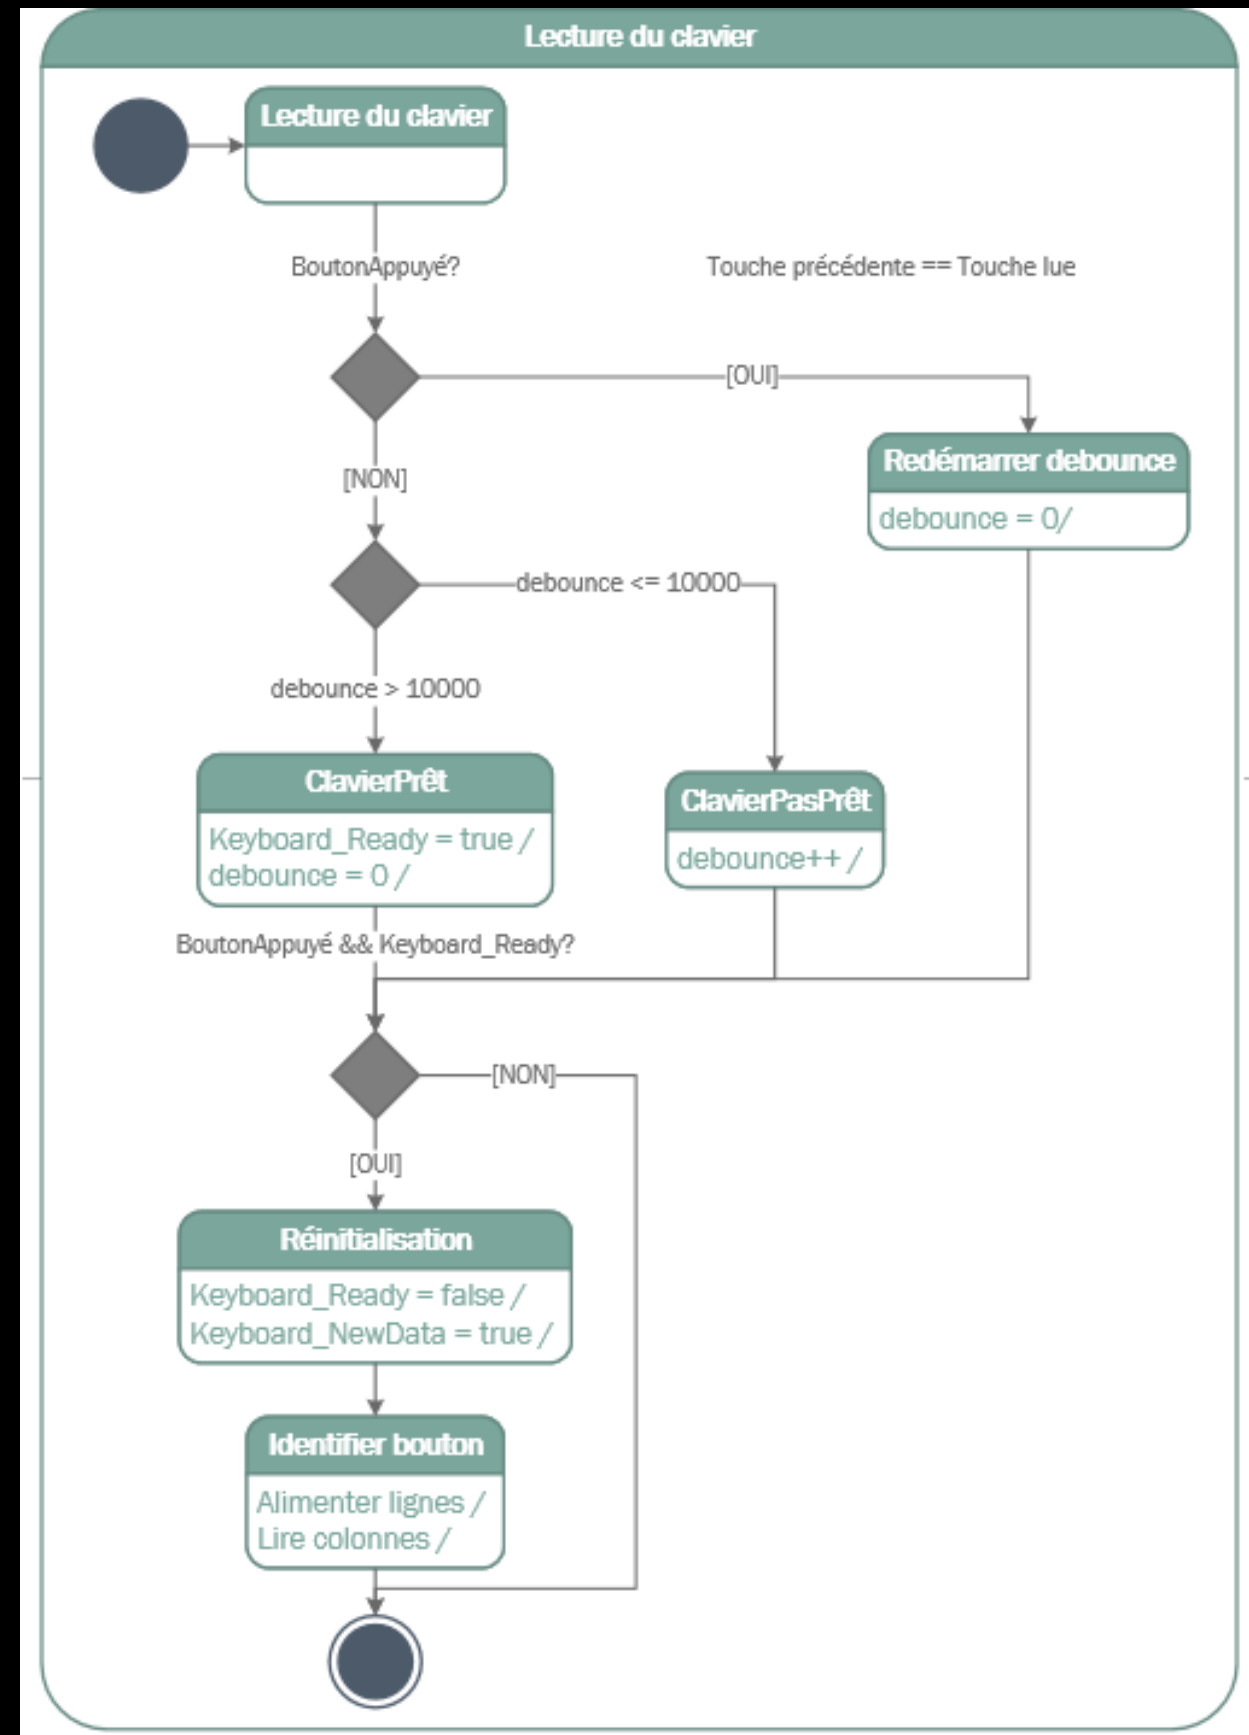 Lecture du clavier
Lecture du clavier
BoutonAppuyé?
Touche précédente == Touche lue
[OUI]
[NON]
Redémarrer debounce
debounce = 0/
debounce <= 10000
debounce > 10000
ClavierPrêt
Keyboard_Ready = true /
debounce = 0 /
ClavierPasPrêt
debounce++ /
BoutonAppuyé && Keyboard_Ready?
[NON]
[OUI]
Réinitialisation
Keyboard_Ready = false /
Keyboard_NewData = true /
Identifier bouton
Alimenter lignes /
Lire colonnes /